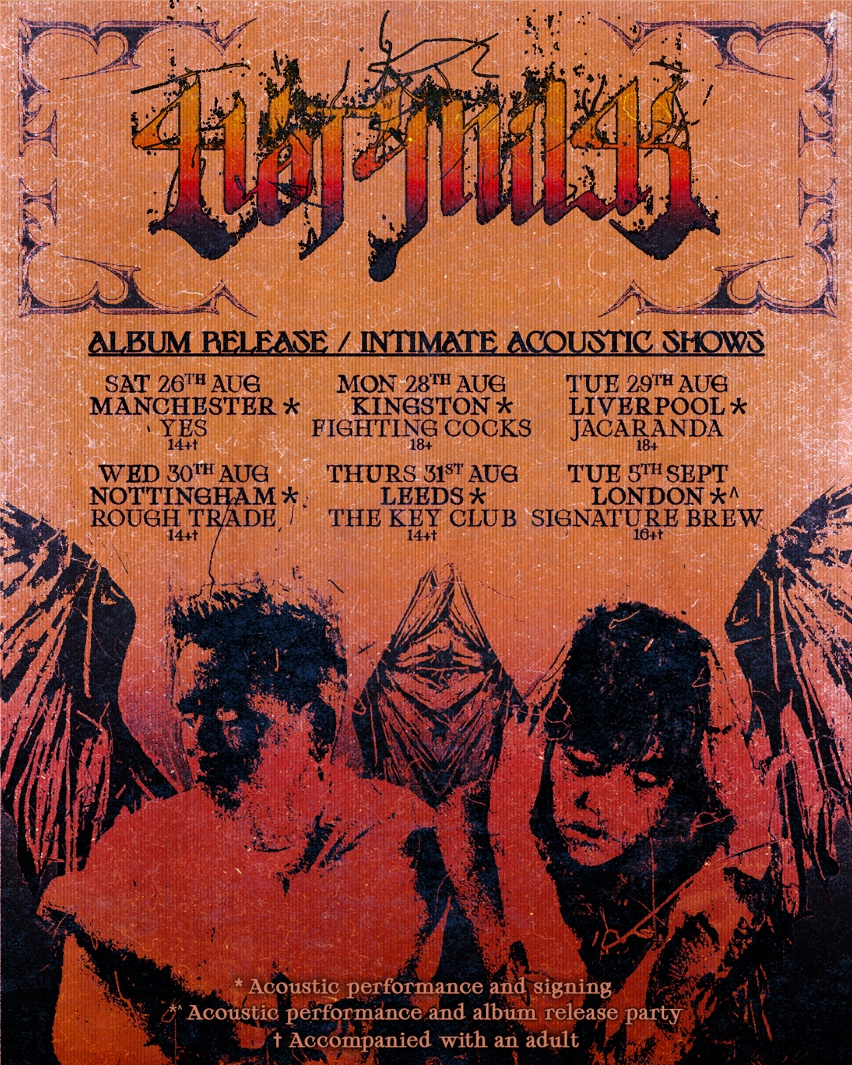 Hot Milk
ALBUM RELEASE / INTIMATE ACOUSTIC SHOWS
SAT 26TH AUG
MANCHESTER *
YES
14+†
MON 28TH AUG
KINGSTON *
FIGHTING COCKS
18+
TUE 29TH AUG
LIVERPOOL *
JACARANDA
18+
WED 30TH AUG
NOTTINGHAM *
ROUGH TRADE
14+†
THURS 31ST AUG
LEEDS *
THE KEY CLUB
14+†
TUE 5TH SEPT
LONDON *^
SIGNATURE BREW
16+†
* Acoustic performance and signing
*^ Acoustic performance and album release party
† Accompanied with an adult